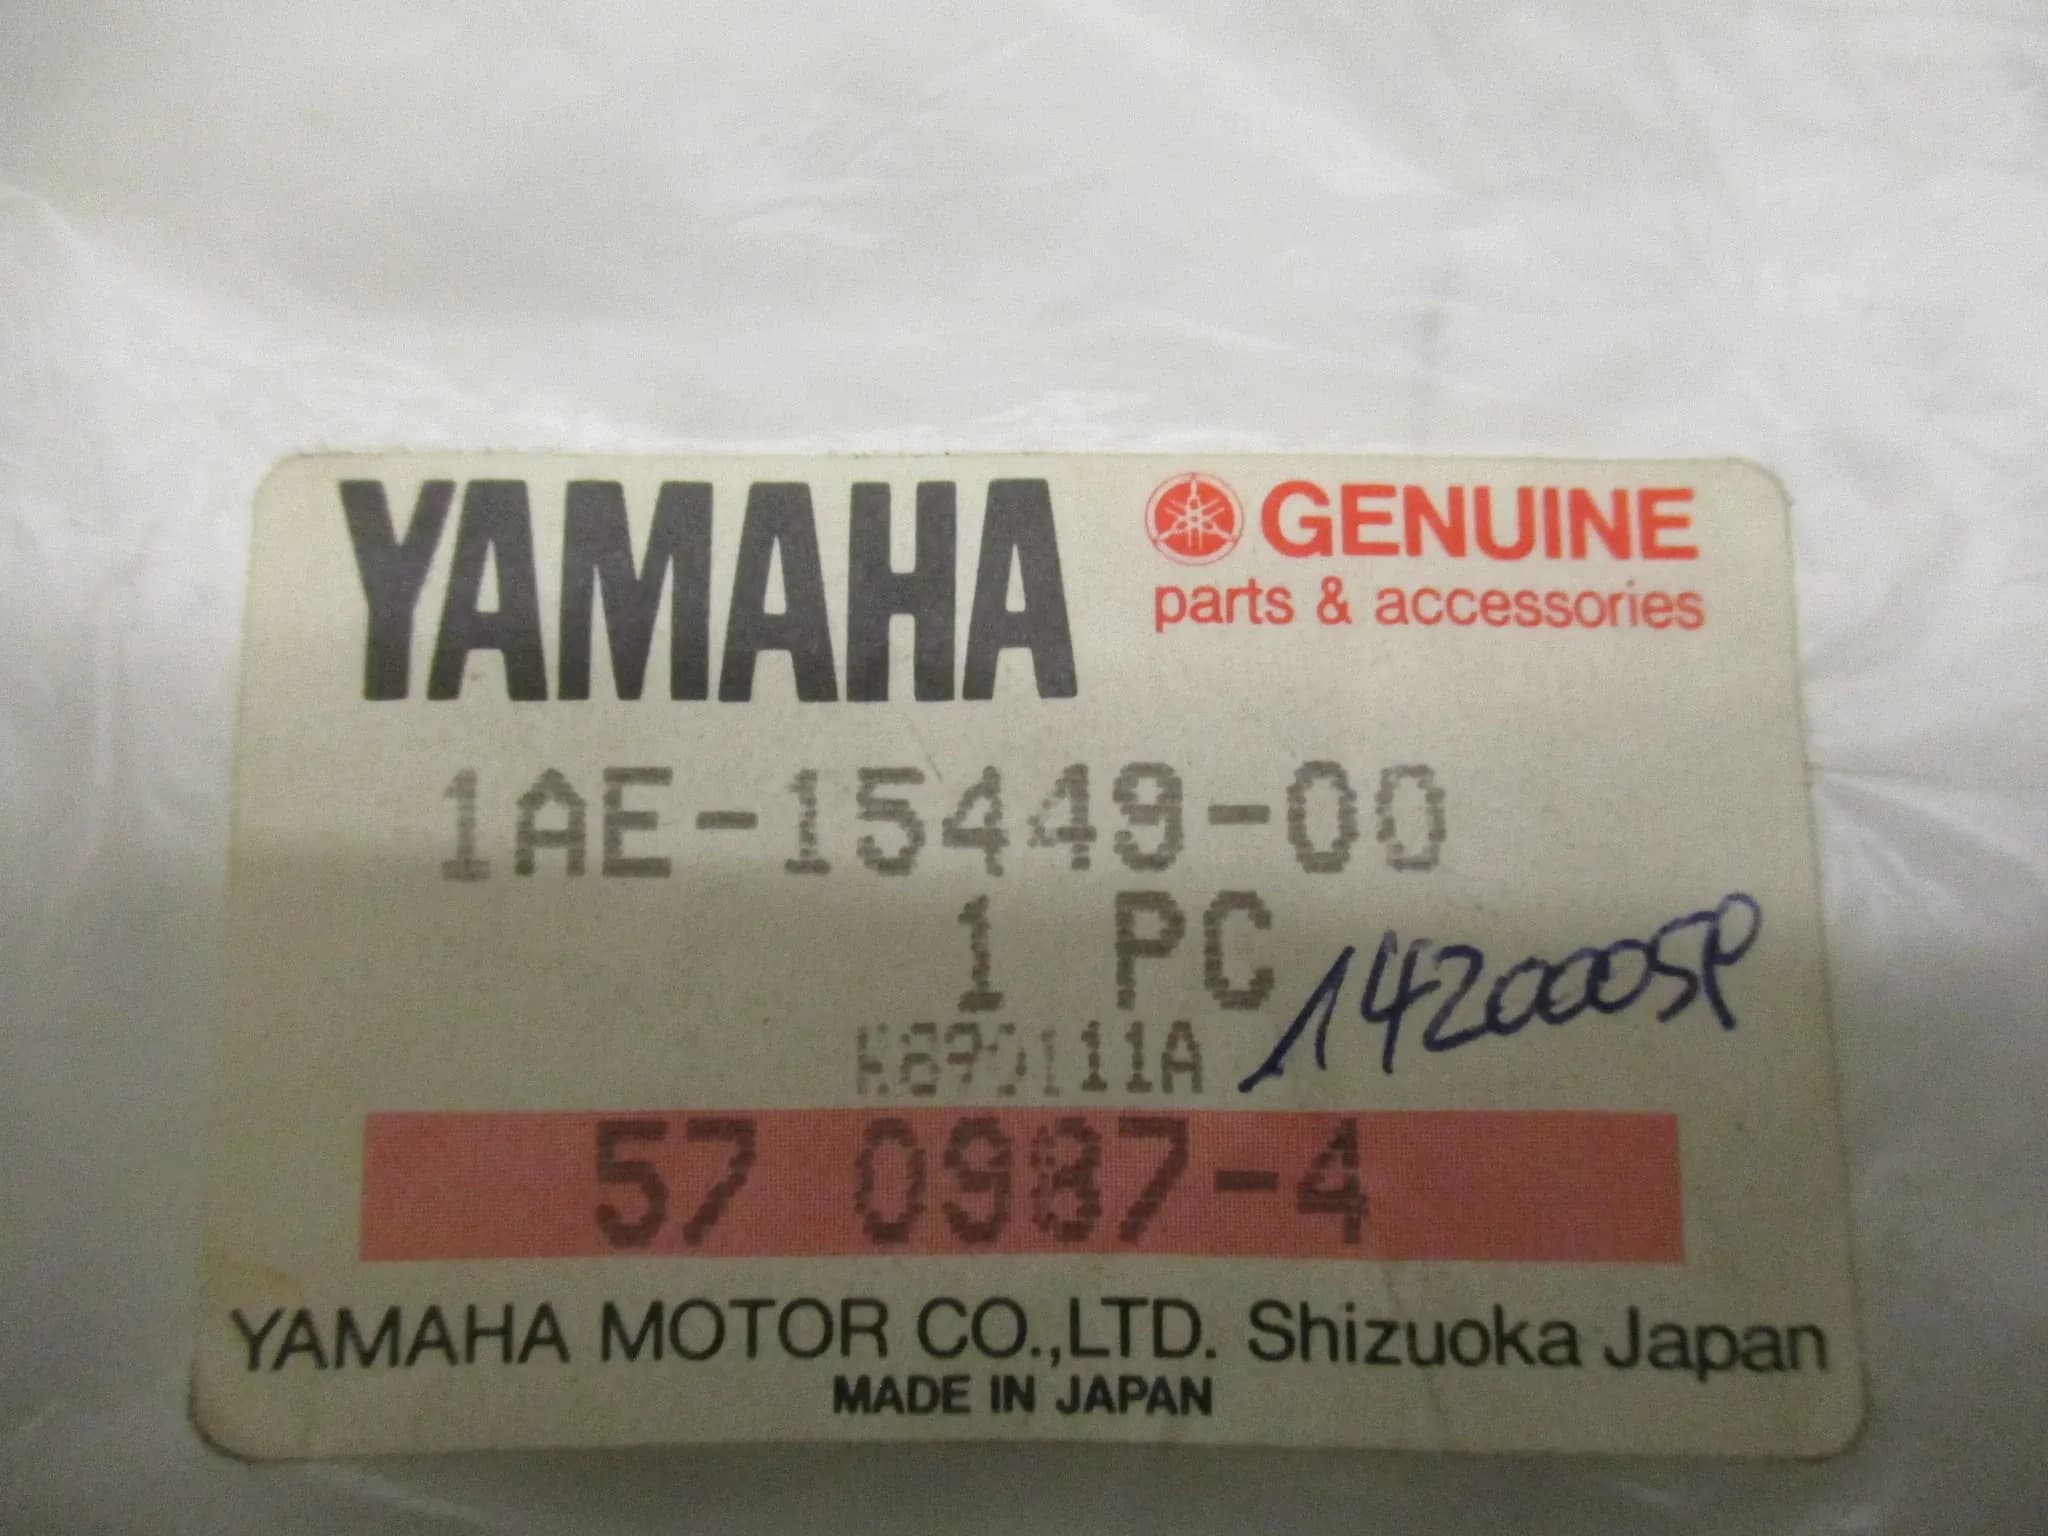 YAMAHA GENUINE
parts & accessories
1AE-15449-00
1 PC
14200005P
57 0987-4
YAMAHA MOTOR CO.,LTD. Shizuoka Japan
MADE IN JAPAN